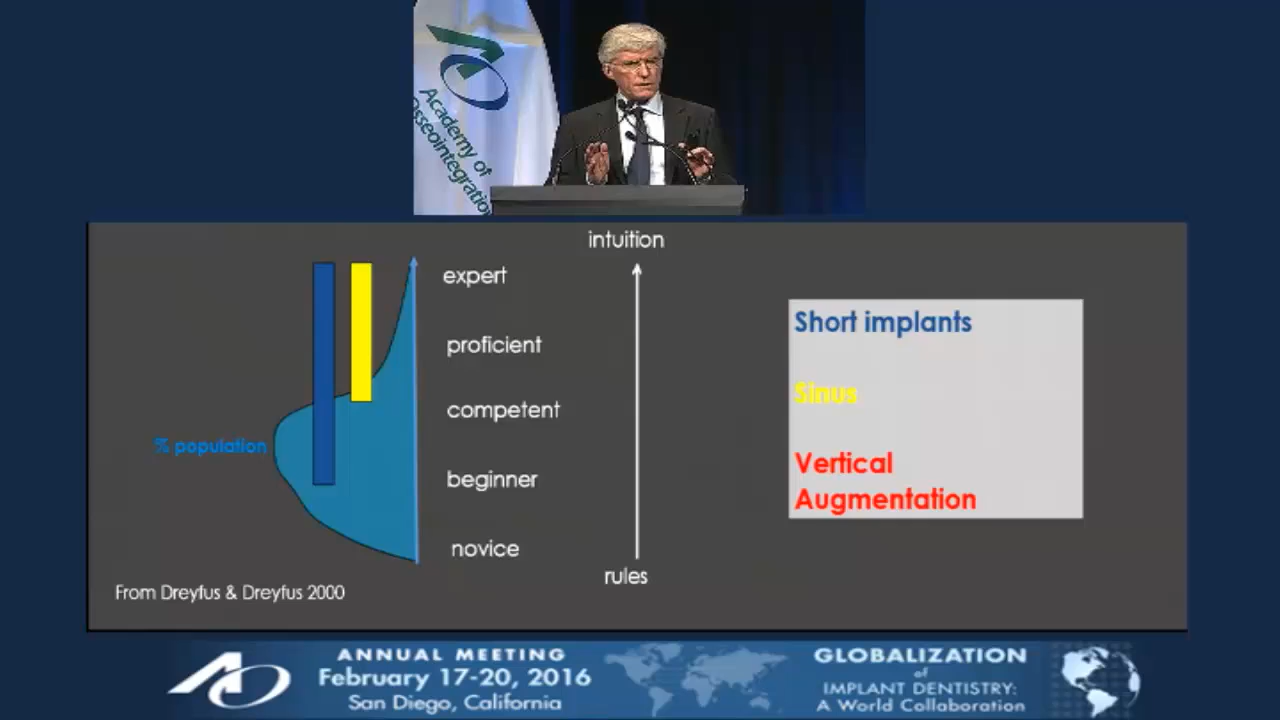 Academy of
Osseointegration
intuition
expert
proficient
competent
beginner
novice
rules
% population
From Dreyfus & Dreyfus 2000
Short implants
Sinus
Vertical
Augmentation
AO
ANNUAL MEETING
February 17-20, 2016
San Diego, California
GLOBALIZATION
of
IMPLANT DENTISTRY:
A World Collaboration